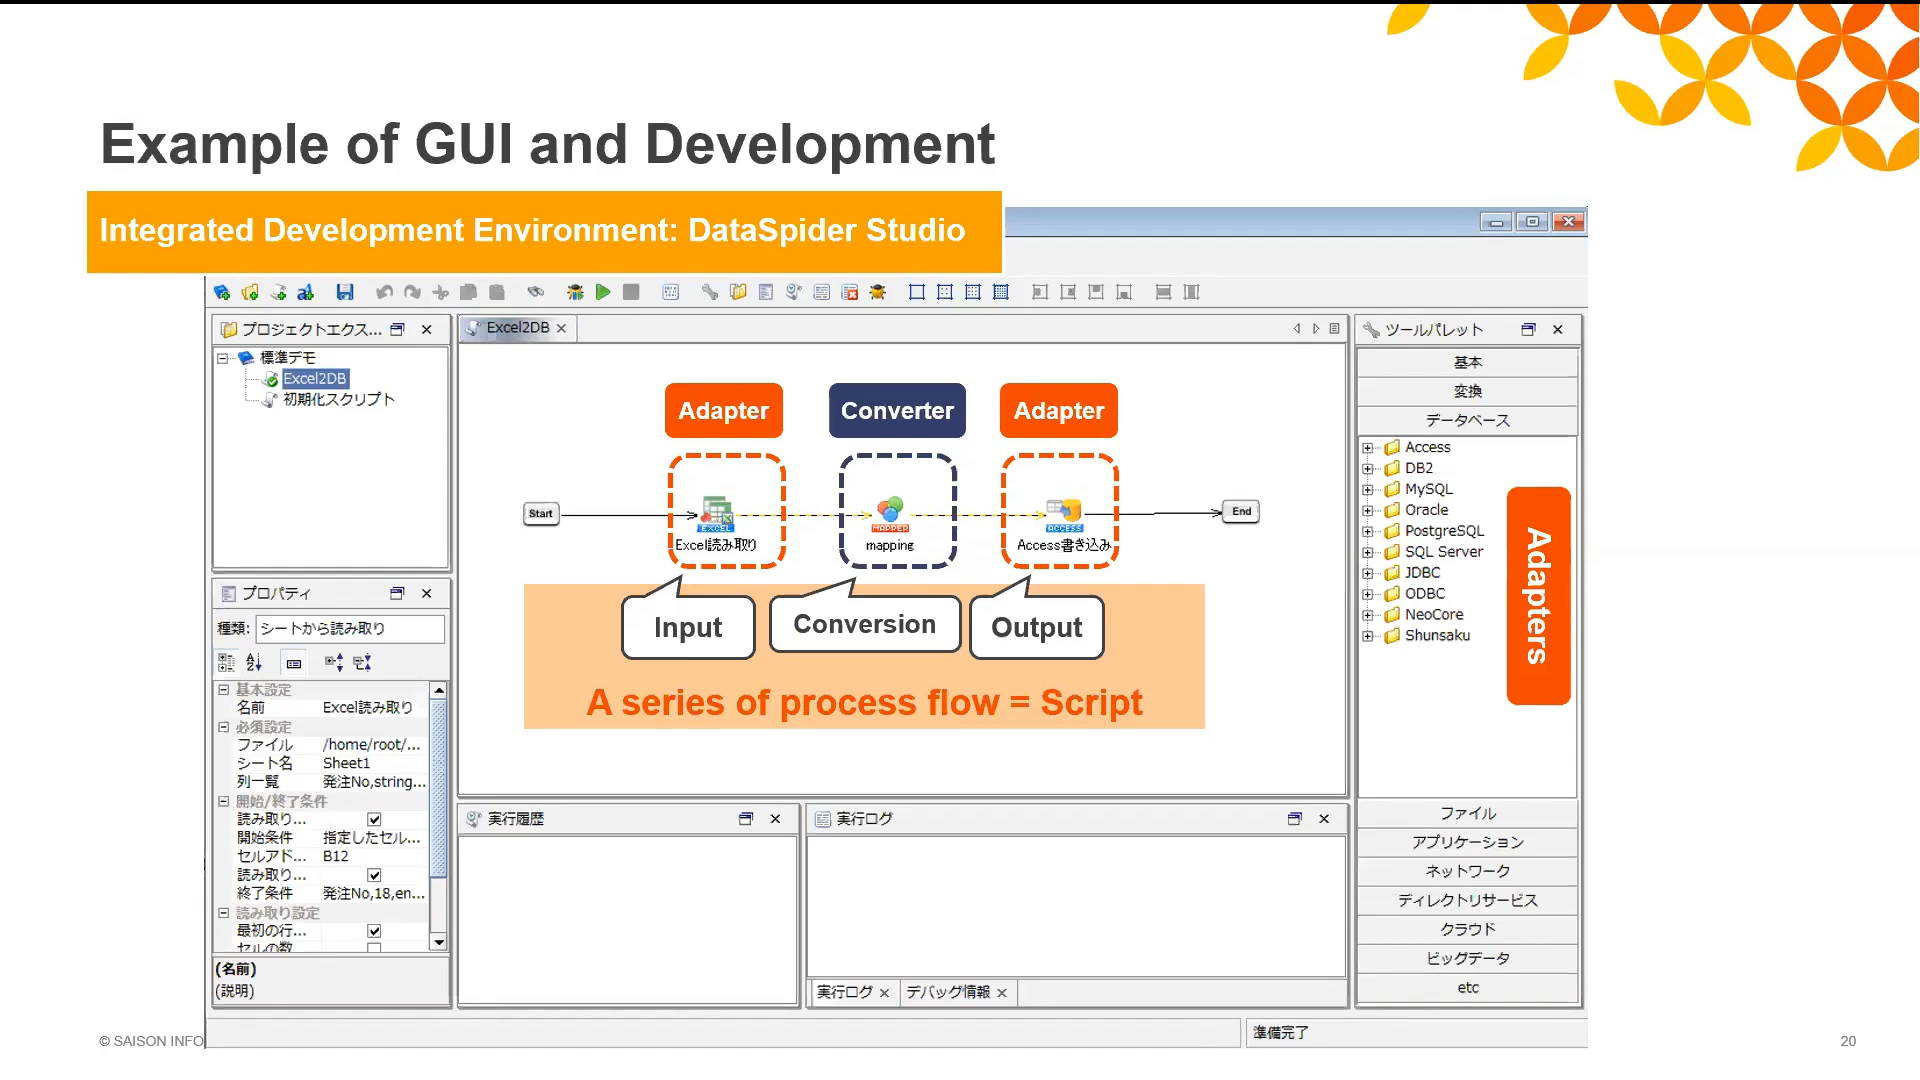 Example of GUI and Development
Integrated Development Environment: DataSpider Studio
プロジェクトエクス...
標準デモ
Excel2DB
初期化スクリプト
Excel2DB
Adapter
Converter
Adapter
Start
EXCEL
Excel読み取り
MAPPER
mapping
ACCESS
Access書き込み
End
Input
Conversion
Output
A series of process flow = Script
ツールパレット
基本
変換
データベース
Access
DB2
MySQL
Oracle
PostgreSQL
SQL Server
JDBC
ODBC
NeoCore
Shunsaku
Adapters
ファイル
アプリケーション
ネットワーク
ディレクトリサービス
クラウド
ビッグデータ
etc
プロパティ
種類: シートから読み取り
基本設定
名前 Excel読み取り
必須設定
ファイル /home/root/...
シート名 Sheet1
列一覧 発注No,string...
開始/終了条件
読み取り...
開始条件 指定したセル...
セルアド... B12
読み取り...
終了条件 発注No,18,en...
読み取り設定
最初の行...
セルの数
(名前)
(説明)
実行履歴
実行ログ
実行ログ
デバッグ情報
準備完了
© SAISON INFO
20